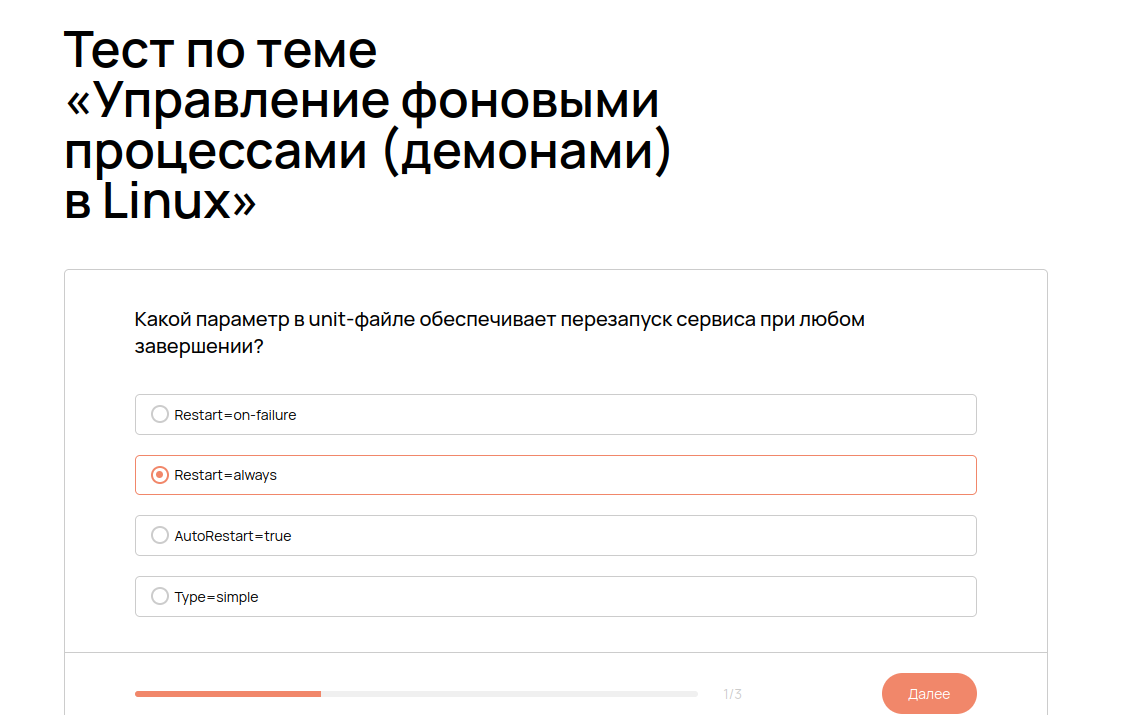 Тест по теме
«Управление фоновыми
процессами (демонами)
в Linux»
Какой параметр в unit-файле обеспечивает перезапуск сервиса при любом
завершении?
Restart=on-failure
Restart=always
AutoRestart=true
Type=simple
1/3
Далее